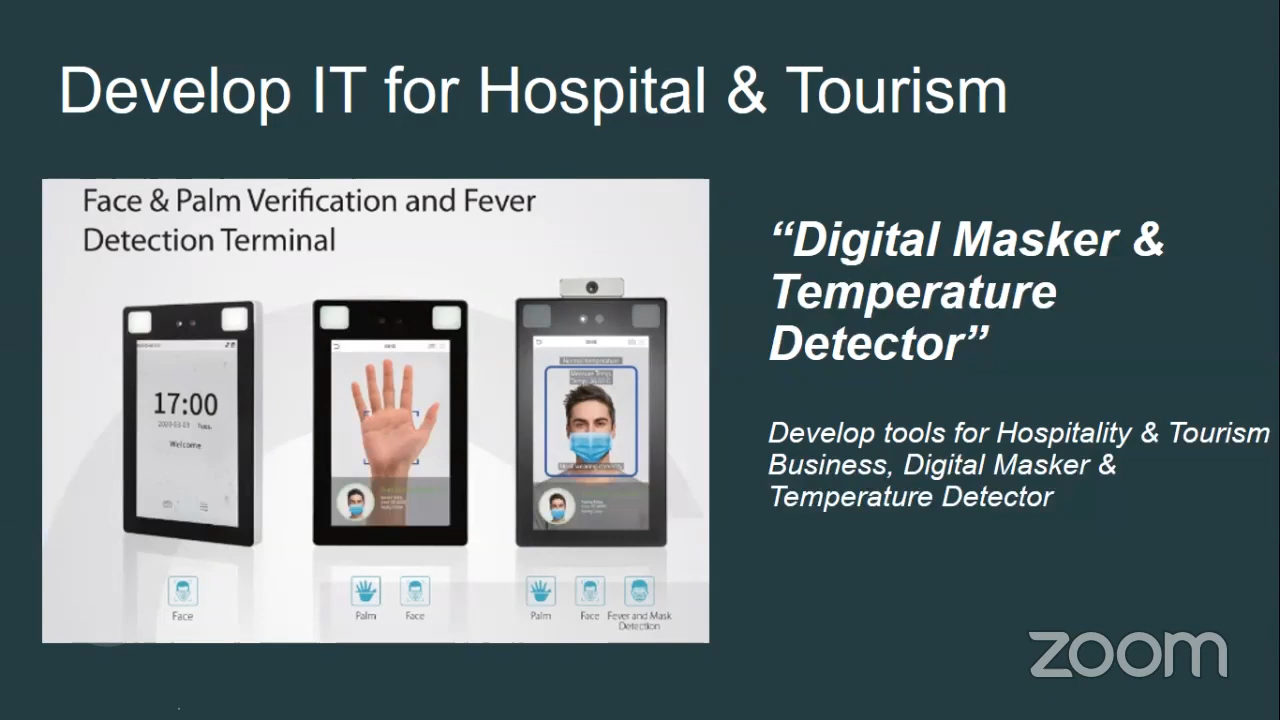 Develop IT for Hospital & Tourism
Face & Palm Verification and Fever
Detection Terminal
17:00
Welcome
Face
Palm
Face
Palm
Face
Fever and Mask
Detection
“Digital Masker &
Temperature
Detector”
Develop tools for Hospitality & Tourism
Business, Digital Masker &
Temperature Detector
zoom